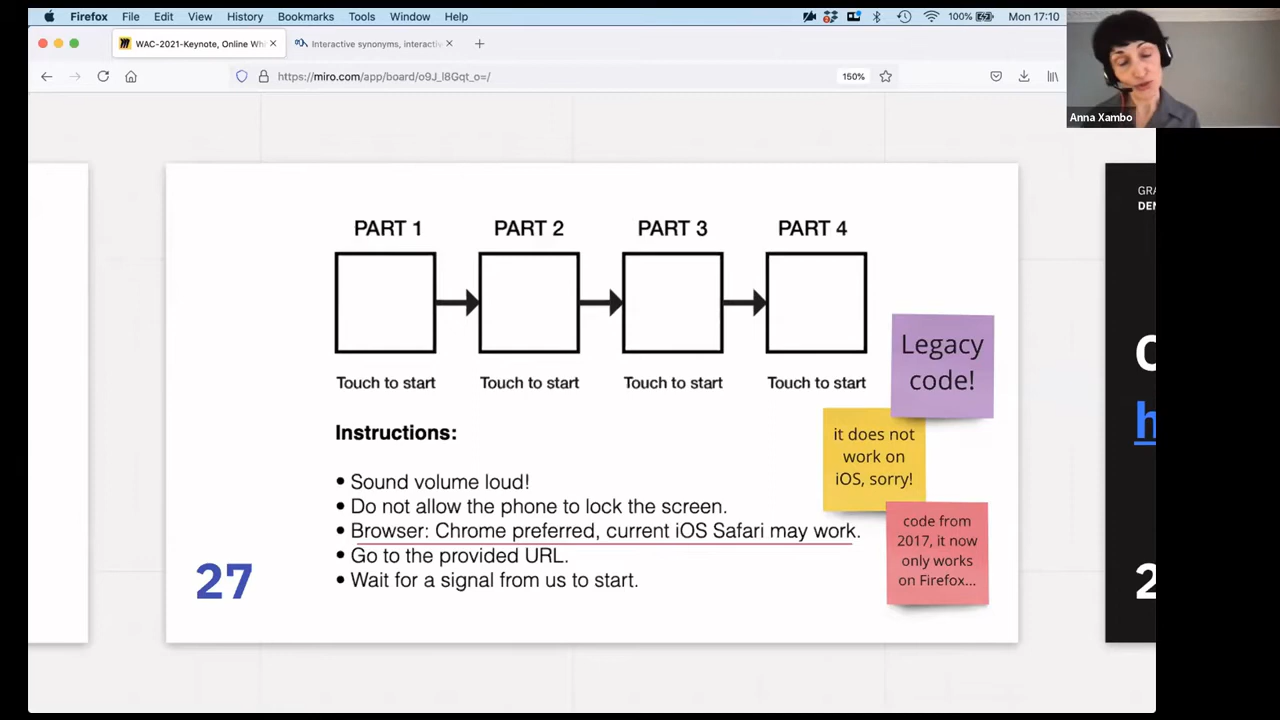 Firefox File Edit View History Bookmarks Tools Window Help
100% Mon 17:10
WAC-2021-Keynote, Online Wh
Interactive synonyms, interactiv
https://miro.com/app/board/o9J_l8Gqt_o=/
150%
Anna Xambo
PART 1 PART 2 PART 3 PART 4
Touch to start Touch to start Touch to start Touch to start
Legacy
code!
it does not
work on
iOS, sorry!
code from
2017, it now
only works
on Firefox...
Instructions:
• Sound volume loud!
• Do not allow the phone to lock the screen.
• Browser: Chrome preferred, current iOS Safari may work.
• Go to the provided URL.
• Wait for a signal from us to start.
27
GRA
DEM
h
2